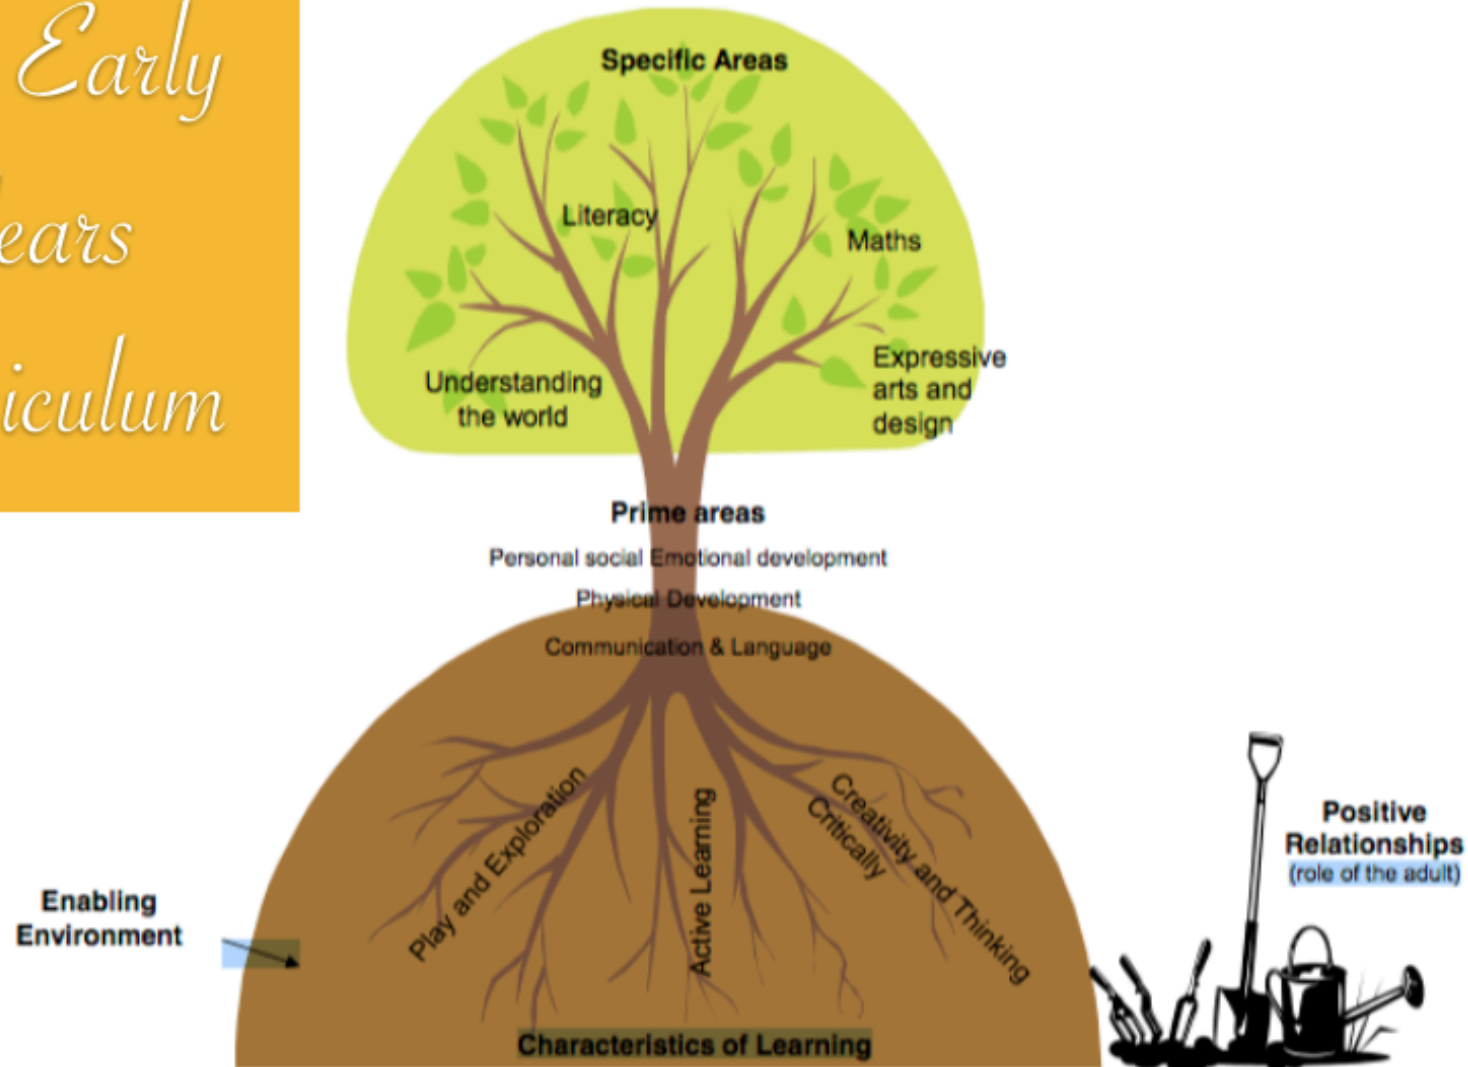 Early
ears
iculum
Specific Areas
Literacy
Maths
Understanding
the world
Expressive
arts and
design
Prime areas
Personal social Emotional development
Physical Development
Communication & Language
Play and Exploration
Active Learning
Creativity and Thinking
Critically
Characteristics of Learning
Enabling
Environment
Positive
Relationships
(role of the adult)